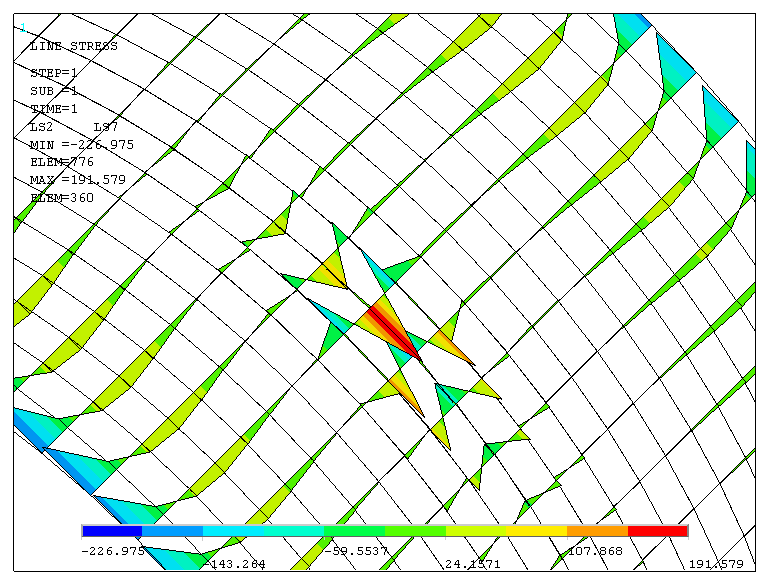 1
LINE STRESS
STEP=1
SUB =1
TIME=1
LS2 LS7
MIN =-226.975
ELEM=776
MAX =191.579
ELEM=360
-226.975 -59.5537 107.868
-143.264 24.1571 191.579